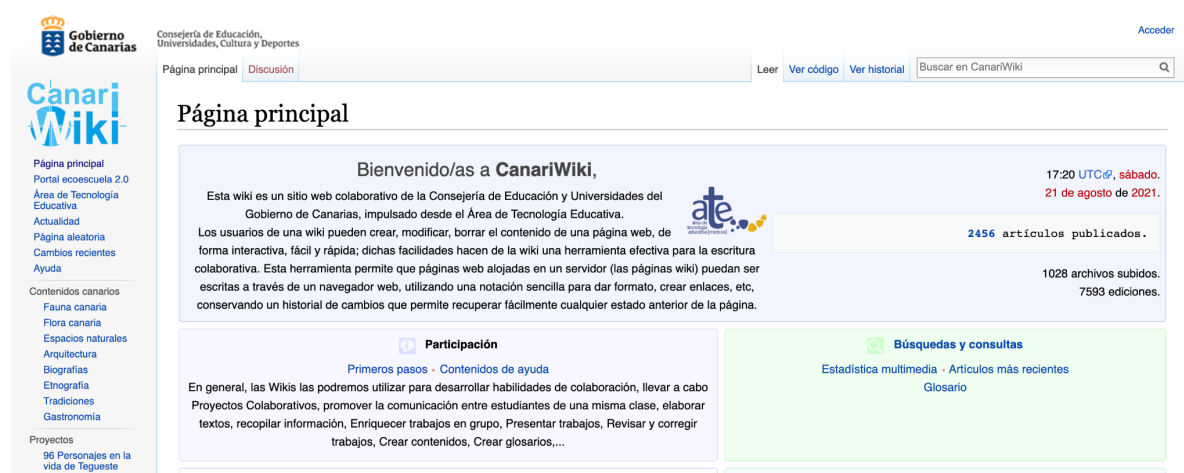 Gobierno
de Canarias
Consejería de Educación,
Universidades, Cultura y Deportes
Acceder
Página principal
Discusión
Leer
Ver código
Ver historial
Buscar en CanariWiki
Canari
Wiki
Página principal
Portal ecoescuela 2.0
Área de Tecnología
Educativa
Actualidad
Página aleatoria
Cambios recientes
Ayuda
Contenidos canarios
Fauna canaria
Flora canaria
Espacios naturales
Arquitectura
Biografías
Etnografía
Tradiciones
Gastronomía
Proyectos
96 Personajes en la
vida de Tegueste
Página principal
Bienvenido/as a CanariWiki,
Esta wiki es un sitio web colaborativo de la Consejería de Educación y Universidades del
Gobierno de Canarias, impulsado desde el Área de Tecnología Educativa.
Los usuarios de una wiki pueden crear, modificar, borrar el contenido de una página web, de
forma interactiva, fácil y rápida; dichas facilidades hacen de la wiki una herramienta efectiva para la escritura
colaborativa. Esta herramienta permite que páginas web alojadas en un servidor (las páginas wiki) puedan ser
escritas a través de un navegador web, utilizando una notación sencilla para dar formato, crear enlaces, etc,
conservando un historial de cambios que permite recuperar fácilmente cualquier estado anterior de la página.
ate
área de
tecnología
educativa|medusa|
17:20 UTC, sábado.
21 de agosto de 2021.
2456 artículos publicados.
1028 archivos subidos.
7593 ediciones.
Participación
Primeros pasos - Contenidos de ayuda
En general, las Wikis las podremos utilizar para desarrollar habilidades de colaboración, llevar a cabo
Proyectos Colaborativos, promover la comunicación entre estudiantes de una misma clase, elaborar
textos, recopilar información, Enriquecer trabajos en grupo, Presentar trabajos, Revisar y corregir
trabajos, Crear contenidos, Crear glosarios,...
Búsquedas y consultas
Estadística multimedia - Artículos más recientes
Glosario